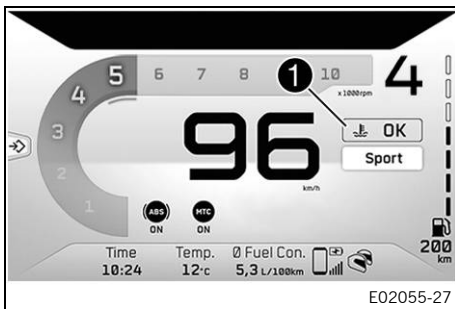 1
1 2 3 4 5 6 7 8 10
x1000rpm
4
OK
96
km/h
Sport
(ABS)
ON
MTC
ON
200
km
Time
10:24
Temp.
12°C
Ø Fuel Con.
5,3 L/100km
E02055-27